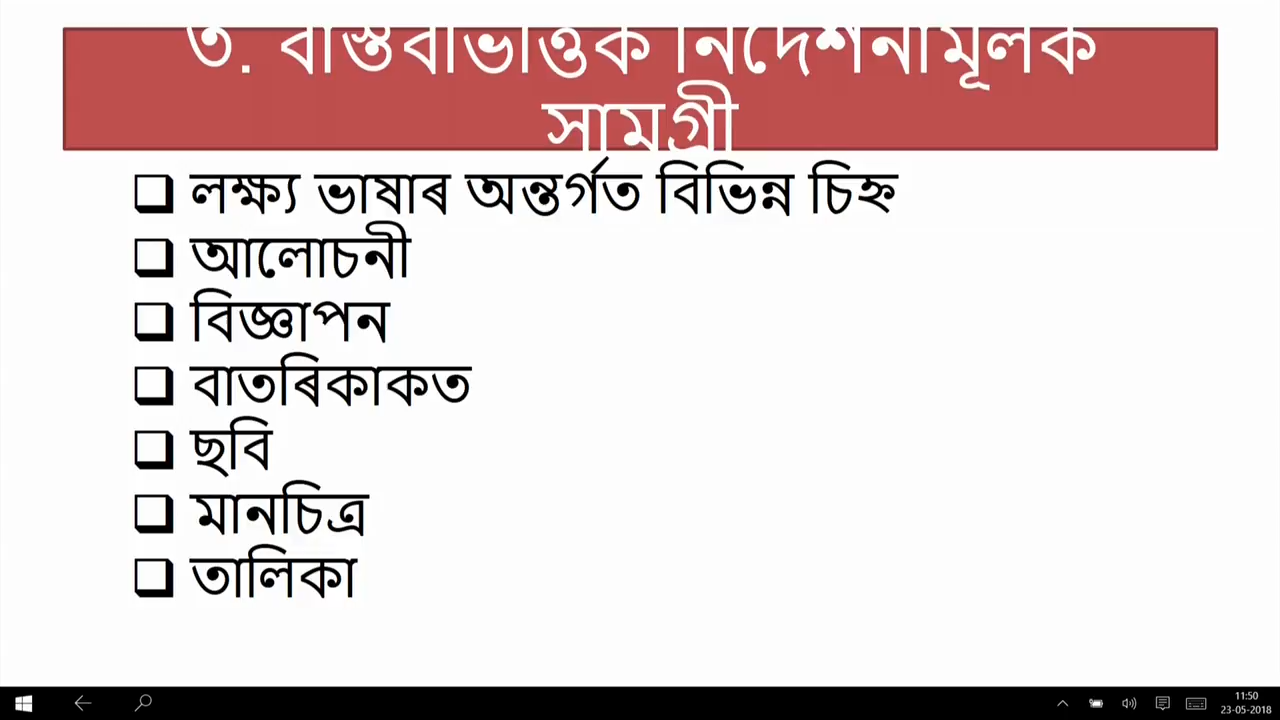 ৩. বাস্তৱভিত্তিক নিৰ্দেশনামূলক
সামগ্ৰী
লক্ষ্য ভাষাৰ অন্তৰ্গত বিভিন্ন চিহ্ন
আলোচনী
বিজ্ঞাপন
বাতৰিকাকত
ছবি
মানচিত্ৰ
তালিকা
11:50
23-05-2018